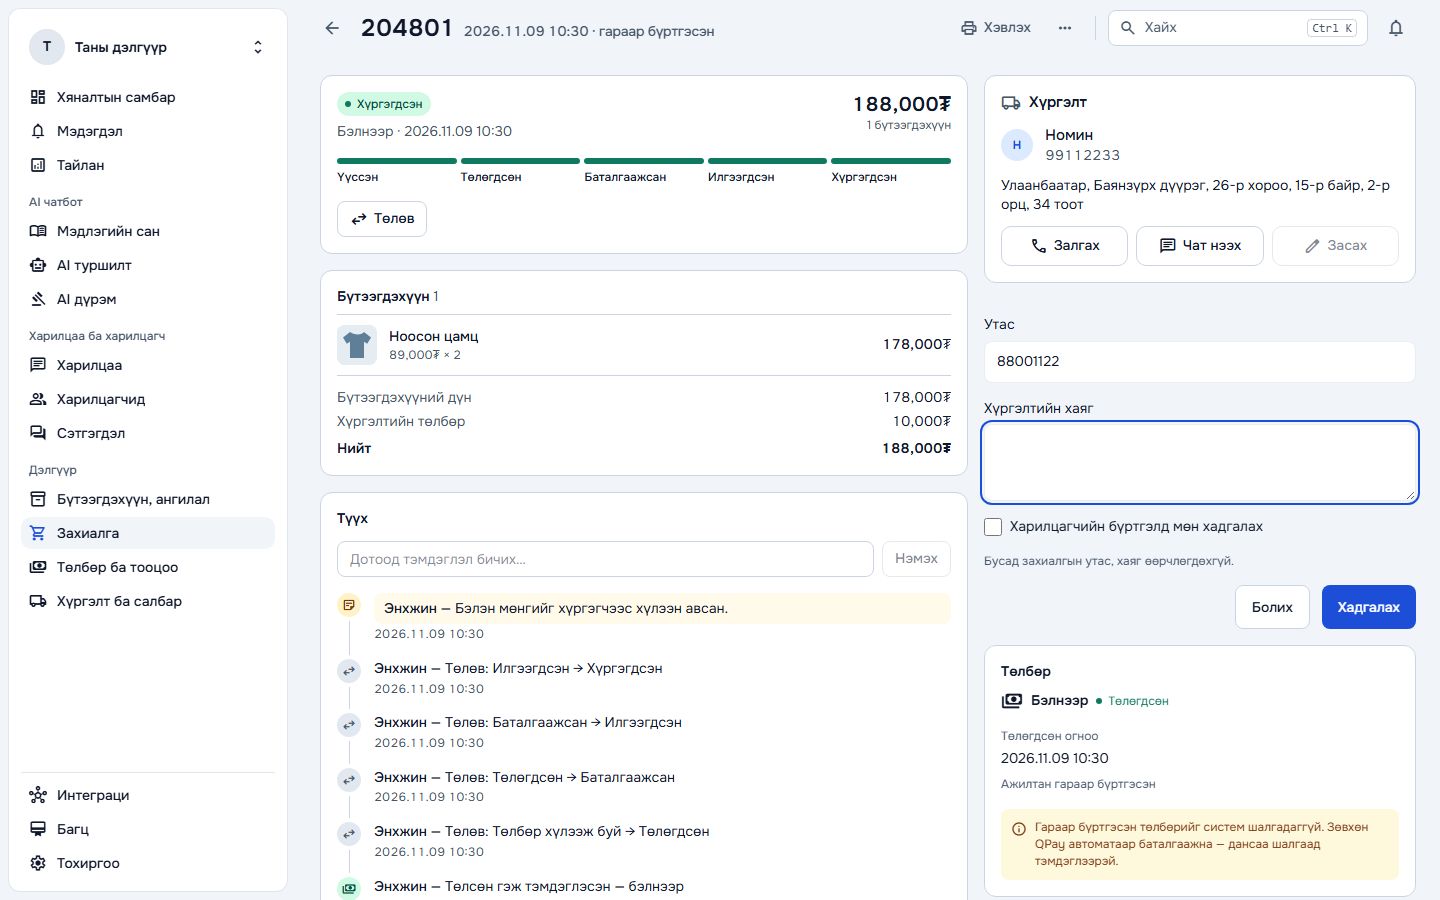 Т
Таны дэлгүүр
Хяналтын самбар
Мэдэгдэл
Тайлан
AI чатбот
Мэдлэгийн сан
AI туршилт
AI дүрэм
Харилцаа ба харилцагч
Харилцаа
Харилцагчид
Сэтгэгдэл
Дэлгүүр
Бүтээгдэхүүн, ангилал
Захиалга
Төлбөр ба тооцоо
Хүргэлт ба салбар
Интеграци
Багц
Тохиргоо
204801 2026.11.09 10:30 · гараар бүртгэсэн
Хэвлэх
Хайх
Ctrl K
Хүргэгдсэн
188,000₮
Бэлнээр · 2026.11.09 10:30
1 бүтээгдэхүүн
Үүссэн
Төлөгдсөн
Баталгаажсан
Илгээгдсэн
Хүргэгдсэн
Төлөв
Бүтээгдэхүүн 1
Ноосон цамц
89,000₮ × 2
178,000₮
Бүтээгдэхүүний дүн 178,000₮
Хүргэлтийн төлбөр 10,000₮
Нийт 188,000₮
Түүх
Дотоод тэмдэглэл бичих...
Нэмэх
Энхжин — Бэлэн мөнгийг хүргэгчээс хүлээн авсан.
2026.11.09 10:30
Энхжин — Төлөв: Илгээгдсэн → Хүргэгдсэн
2026.11.09 10:30
Энхжин — Төлөв: Баталгаажсан → Илгээгдсэн
2026.11.09 10:30
Энхжин — Төлөв: Төлөгдсөн → Баталгаажсан
2026.11.09 10:30
Энхжин — Төлөв: Төлбөр хүлээж буй → Төлөгдсөн
2026.11.09 10:30
Энхжин — Төлсөн гэж тэмдэглэсэн — бэлнээр
Хүргэлт
Н
Номин
99112233
Улаанбаатар, Баянзүрх дүүрэг, 26-р хороо, 15-р байр, 2-р
орц, 34 тоот
Залгах
Чат нээх
Засах
Утас
88001122
Хүргэлтийн хаяг
Харилцагчийн бүртгэлд мөн хадгалах
Бусад захиалгын утас, хаяг өөрчлөгдөхгүй.
Болих
Хадгалах
Төлбөр
Бэлнээр
Төлөгдсөн
Төлөгдсөн огноо
2026.11.09 10:30
Ажилтан гараар бүртгэсэн
Гараар бүртгэсэн төлбөрийг систем шалгадаггүй. Зөвхөн
QPay автоматаар баталгаажна — дансаа шалгаад
тэмдэглээрэй.